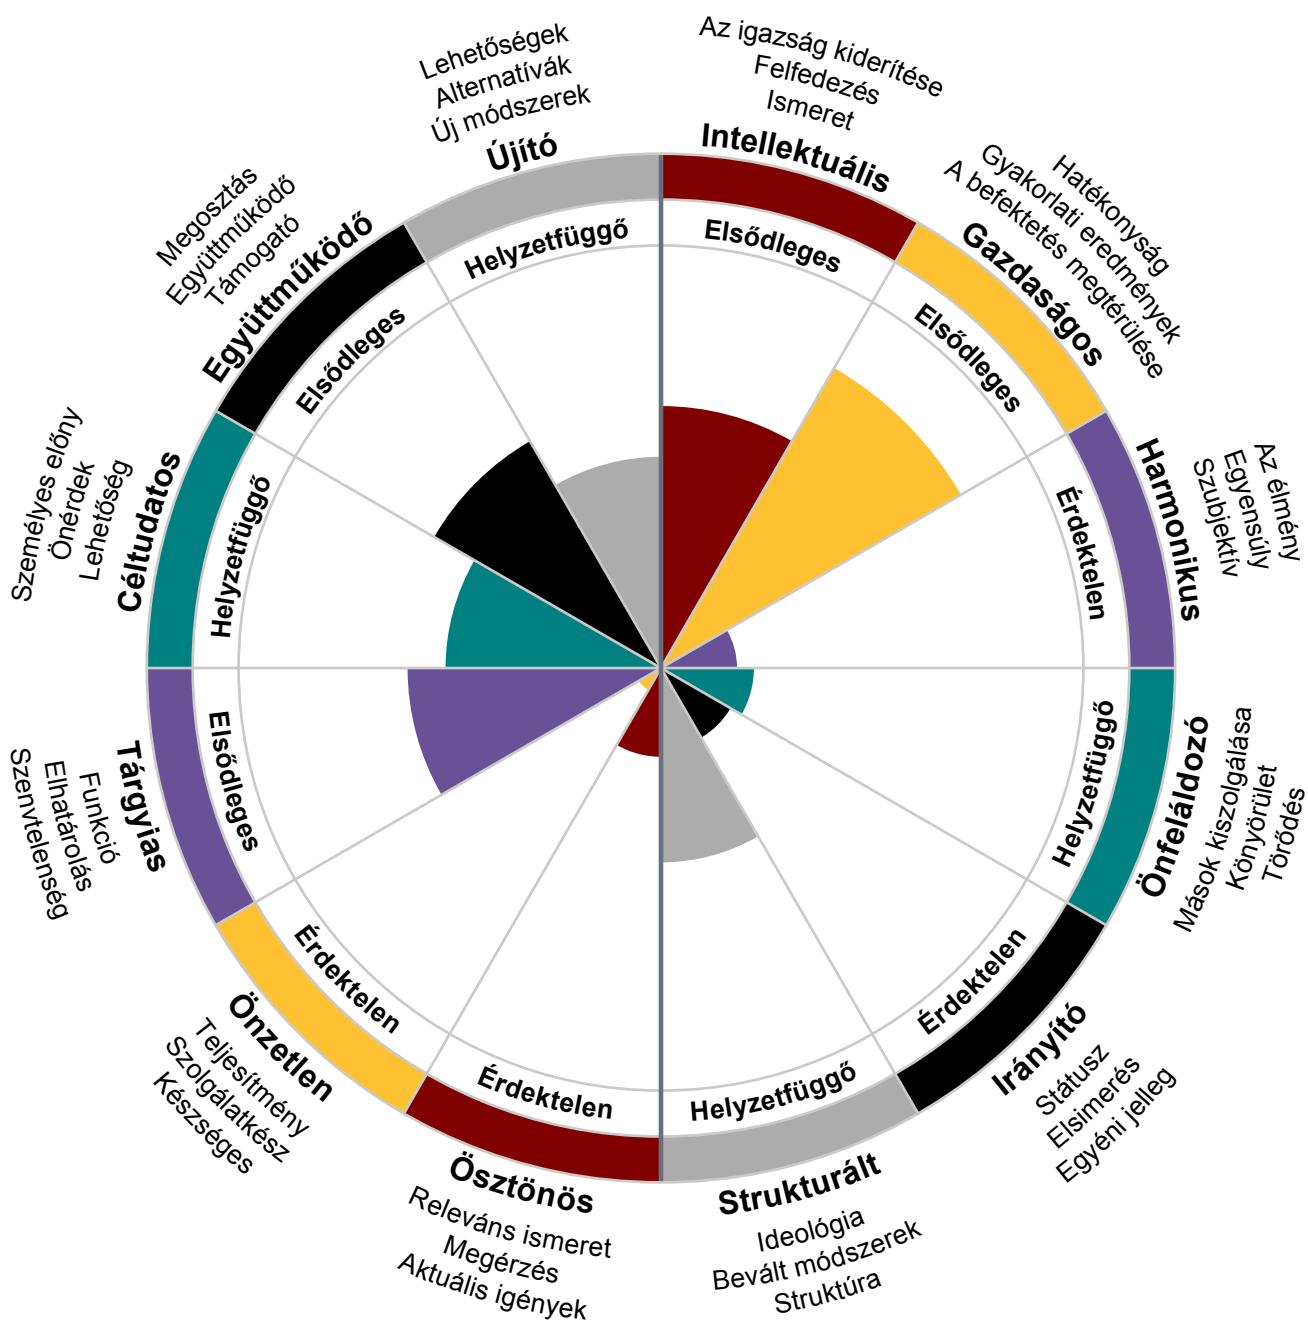 Az igazság kiderítése
Felfedezés
Ismeret
Intellektuális
Elsődleges
Hatékonyság
Gyakorlati eredmények
A befektetés megtérülése
Gazdaságos
Elsődleges
Az élmény
Egyensúly
Szubjektív
Harmonikus
Érdektelen
Önfeláldozó
Mások kiszolgálása
Könyörület
Törődés
Helyzetfüggő
Irányító
Státusz
Elsimerés
Egyéni jelleg
Érdektelen
Strukturált
Ideológia
Bevált módszerek
Struktúra
Helyzetfüggő
Ösztönös
Releváns ismeret
Megérzés
Aktuális igények
Érdektelen
Önzetlen
Teljesítmény
Szolgálatkész
Készséges
Érdektelen
Tárgyias
Funkció
Elhatárolás
Szenvtelenség
Elsődleges
Személyes előny
Önérdek
Lehetőség
Céltudatos
Helyzetfüggő
Megosztás
Együttműködő
Támogató
Együttműködő
Elsődleges
Lehetőségek
Alternatívák
Új módszerek
Újító
Helyzetfüggő